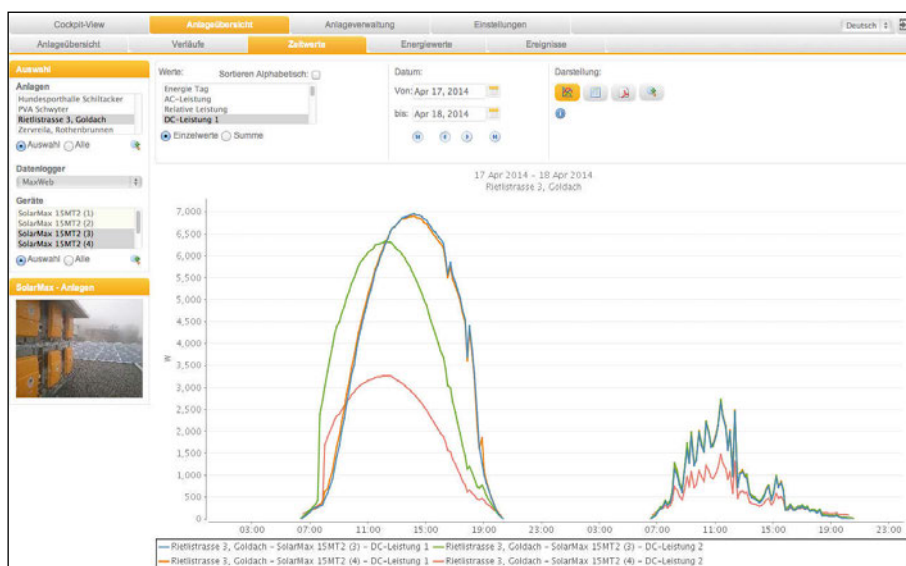 Cockpit-View Anlageübersicht Anlageverwaltung Einstellungen Deutsch
Anlageübersicht Verläufe Zeitwerte Energiewerte Ereignisse
Auswahl
Anlagen
Hundesporthalle Schiltacker
PVA Schwyter
Rietlistrasse 3, Goldach
Zervreila, Rothenbrunnen
Auswahl Alle
Datenlogger
MaxWeb
Geräte
SolarMax 15MT2 (1)
SolarMax 15MT2 (2)
SolarMax 15MT2 (3)
SolarMax 15MT2 (4)
Auswahl Alle
SolarMax - Anlagen
Werte: Sortieren Alphabetisch:
Energie Tag
AC-Leistung
Relative Leistung
DC-Leistung 1
Einzelwerte Summe
Datum:
Von: Apr 17, 2014
bis: Apr 18, 2014
Darstellung:
17 Apr 2014 - 18 Apr 2014
Rietlistrasse 3, Goldach
7,000
6,500
6,000
5,500
5,000
4,500
4,000
3,500
3,000
2,500
2,000
1,500
1,000
500
0
W
03:00 07:00 11:00 15:00 19:00 03:00 07:00 11:00 15:00 19:00 23:00
Rietlistrasse 3, Goldach - SolarMax 15MT2 (3) - DC-Leistung 1 Rietlistrasse 3, Goldach - SolarMax 15MT2 (3) - DC-Leistung 2
Rietlistrasse 3, Goldach - SolarMax 15MT2 (4) - DC-Leistung 1 Rietlistrasse 3, Goldach - SolarMax 15MT2 (4) - DC-Leistung 2